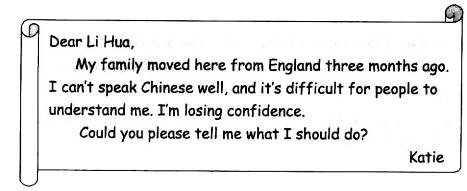 Dear Li Hua,
My family moved here from England three months ago.
I can't speak Chinese well, and it's difficult for people to
understand me. I'm losing confidence.
Could you please tell me what I should do?
Katie